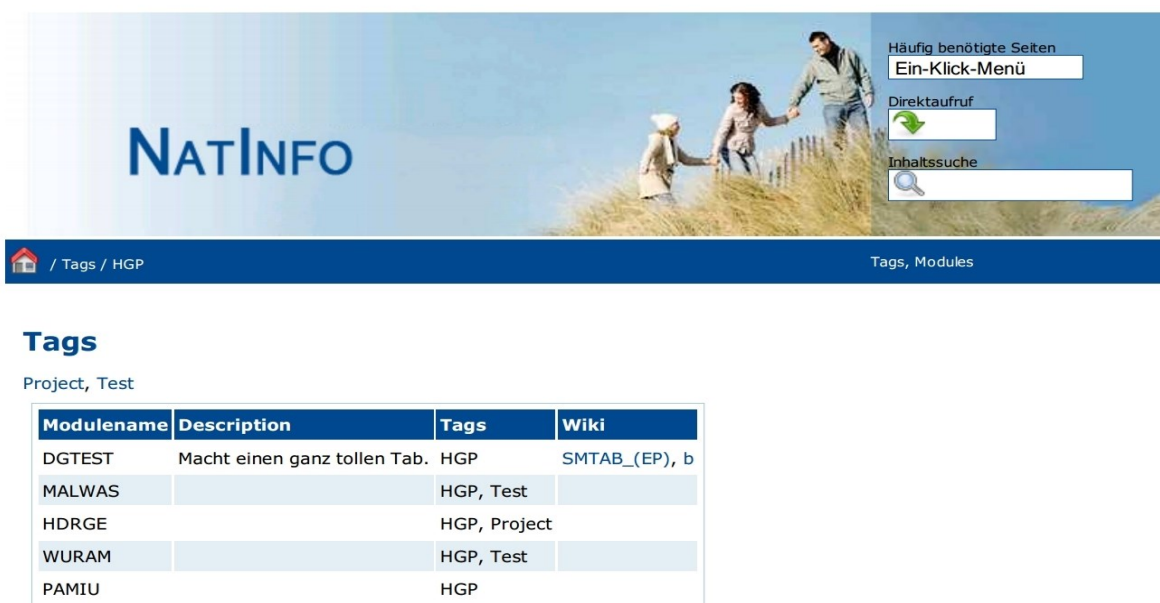 Häufig benötigte Seiten
Ein-Klick-Menü
Direktaufruf
Inhaltssuche
NATINFO
/ Tags / HGP
Tags, Modules
Tags
Project, Test
Modulename Description Tags Wiki
DGTEST Macht einen ganz tollen Tab. HGP SMTAB_(EP), b
MALWAS HGP, Test
HDRGE HGP, Project
WURAM HGP, Test
PAMIU HGP